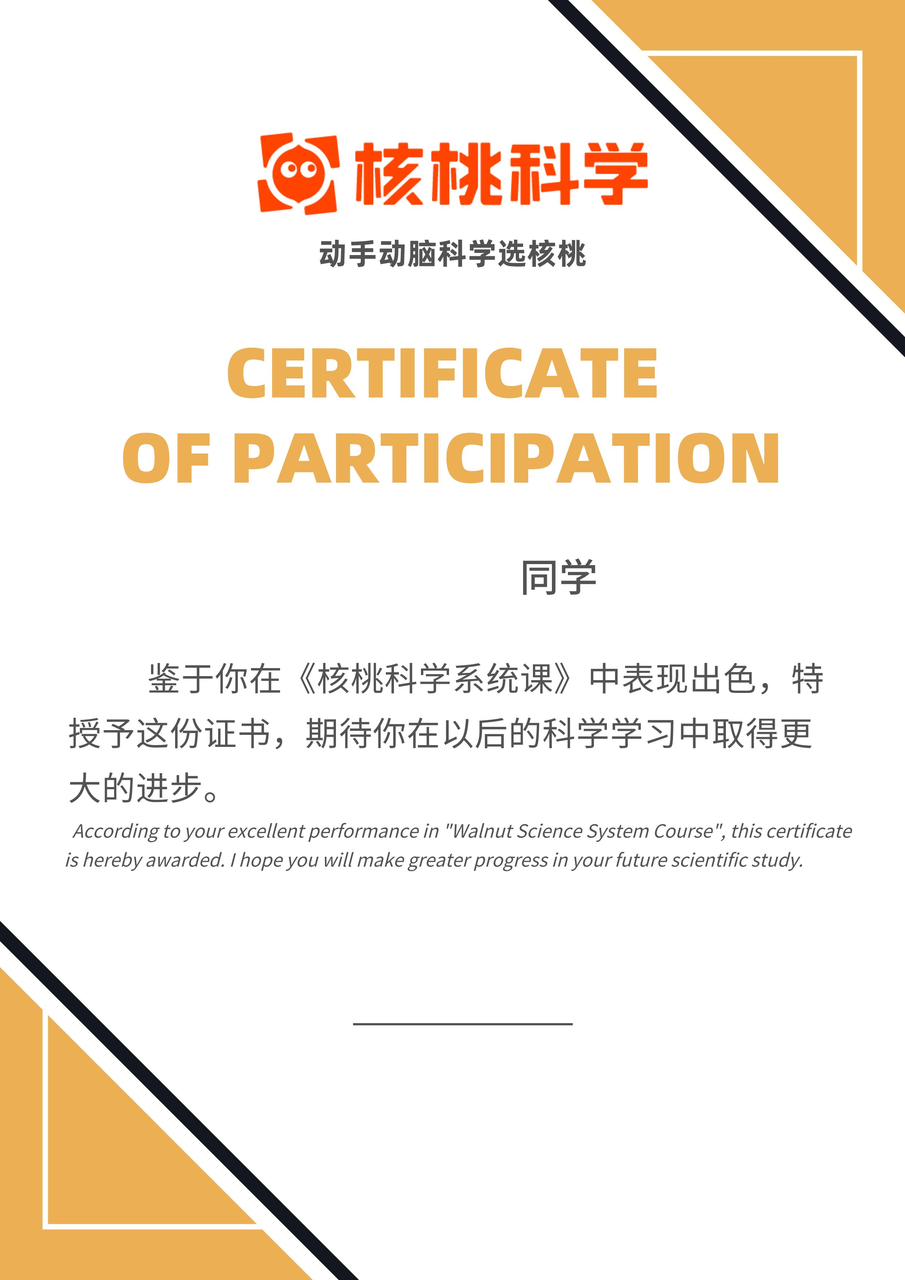 核桃科学
动手动脑科学选核桃
CERTIFICATE
OF PARTICIPATION
同学
鉴于你在《核桃科学系统课》中表现出色，特
授予这份证书，期待你在以后的科学学习中取得更
大的进步。
According to your excellent performance in "Walnut Science System Course", this certificate
is hereby awarded. I hope you will make greater progress in your future scientific study.